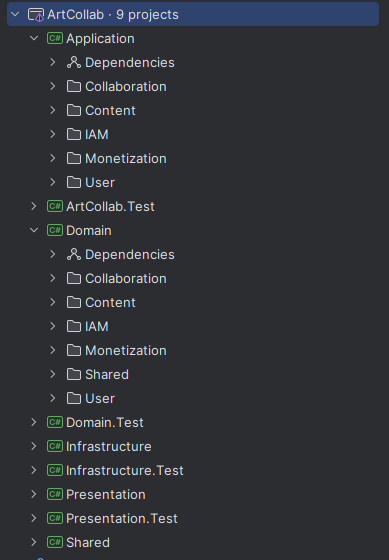 ArtCollab · 9 projects
C# Application
Dependencies
Collaboration
Content
IAM
Monetization
User
C# ArtCollab.Test
C# Domain
Dependencies
Collaboration
Content
IAM
Monetization
Shared
User
C# Domain.Test
C# Infrastructure
C# Infrastructure.Test
C# Presentation
C# Presentation.Test
C# Shared